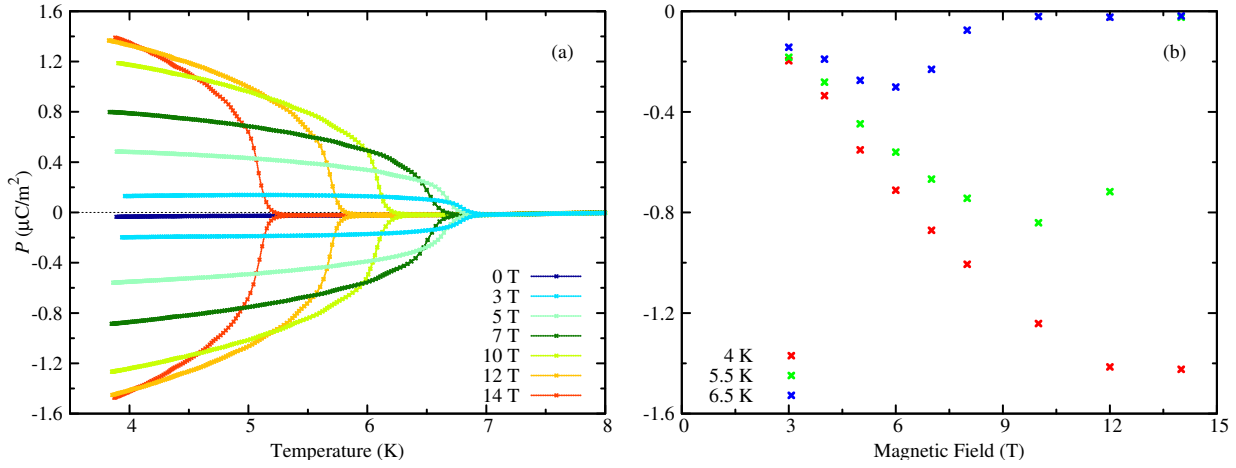 1.6
1.2
0.8
0.4
0
-0.4
-0.8
-1.2
-1.6
P (μC/m²)
4
5
6
7
8
Temperature (K)
(a)
0 T
3 T
5 T
7 T
10 T
12 T
14 T
0
-0.4
-0.8
-1.2
-1.6
0
3
6
9
12
15
Magnetic Field (T)
(b)
4 K
5.5 K
6.5 K